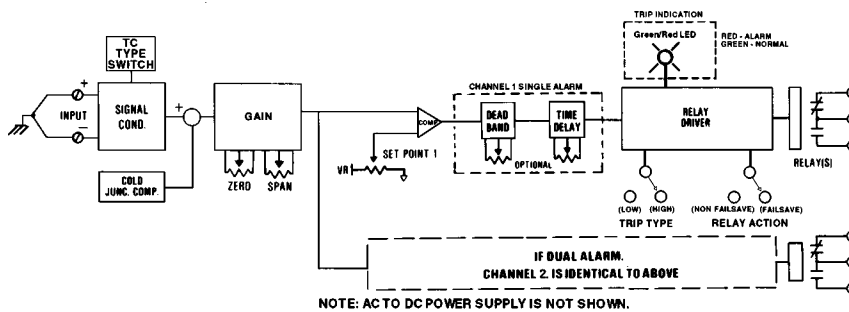 TRIP INDICATION
Green/Red LED
RED - ALARM
GREEN - NORMAL
TC
TYPE
SWITCH
+
INPUT
−
SIGNAL
COND.
+
GAIN
COLD
JUNC. COMP.
ZERO
SPAN
COMP
SET POINT 1
VR
CHANNEL 1 SINGLE ALARM
DEAD
BAND
TIME
DELAY
OPTIONAL
RELAY
DRIVER
RELAY(S)
(LOW)
(HIGH)
TRIP TYPE
(NON FAILSAVE)
(FAILSAVE)
RELAY ACTION
IF DUAL ALARM.
CHANNEL 2. IS IDENTICAL TO ABOVE
NOTE: AC TO DC POWER SUPPLY IS NOT SHOWN.